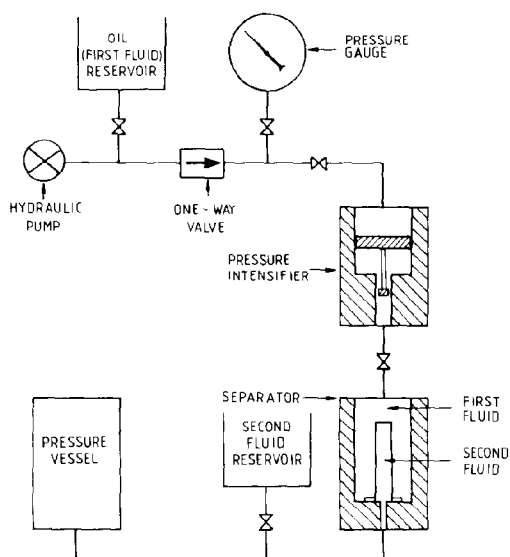 OIL
(FIRST FLUID)
RESERVOIR
PRESSURE
GAUGE
HYDRAULIC
PUMP
ONE-WAY
VALVE
PRESSURE
INTENSIFIER
SEPARATOR
FIRST
FLUID
PRESSURE
VESSEL
SECOND
FLUID
RESERVOIR
SECOND
FLUID